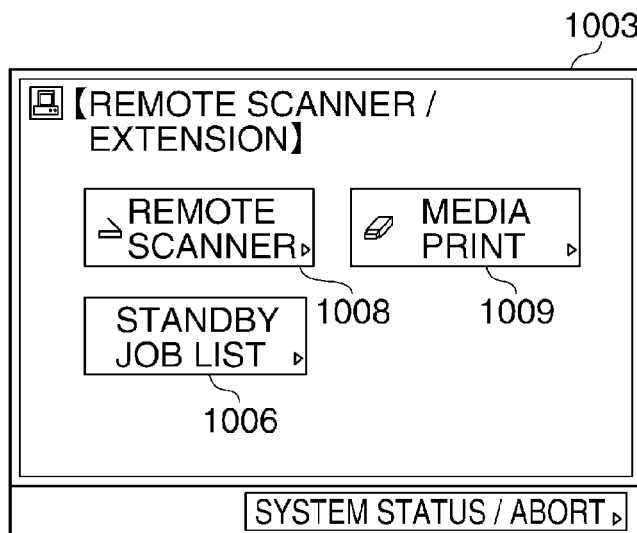 1003
【REMOTE SCANNER /
EXTENSION】
REMOTE
SCANNER
MEDIA
PRINT
1008
1009
STANDBY
JOB LIST
1006
SYSTEM STATUS / ABORT